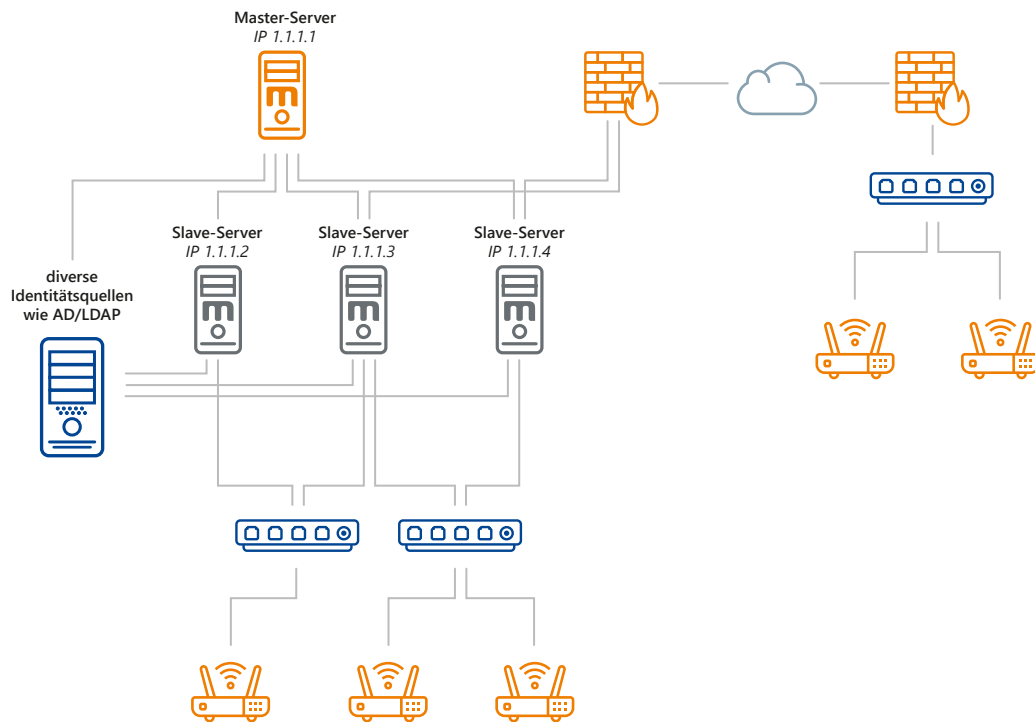 Master-Server
IP 1.1.1.1
Slave-Server
IP 1.1.1.2
Slave-Server
IP 1.1.1.3
Slave-Server
IP 1.1.1.4
diverse
Identitätsquellen
wie AD/LDAP
m
m
m
m